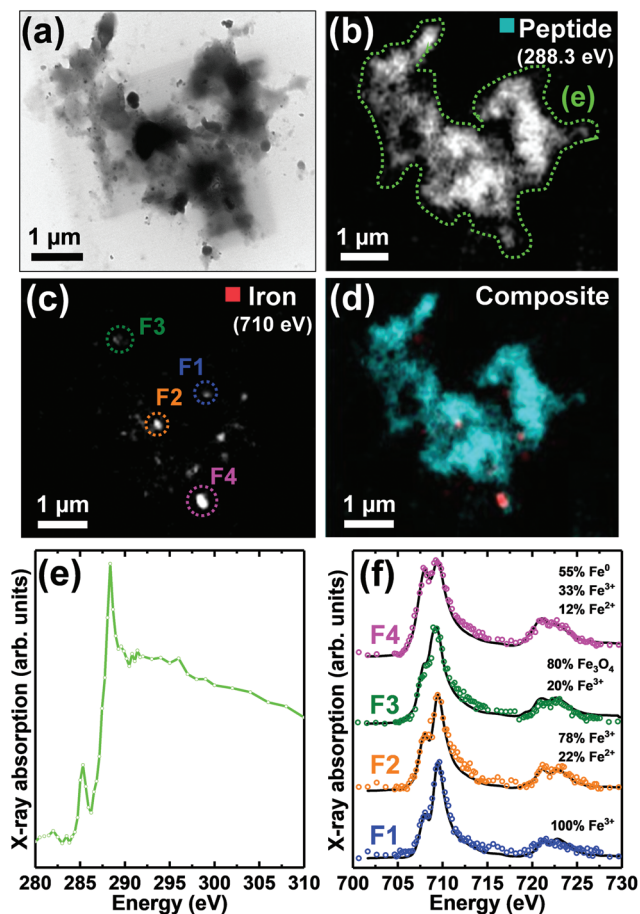 (a)
1 µm
(b)
Peptide
(288.3 eV)
(e)
1 µm
(c)
Iron
(710 eV)
F3
F1
F2
F4
1 µm
(d)
Composite
1 µm
(e)
X-ray absorption (arb. units)
280 285 290 295 300 305 310
Energy (eV)
(f)
X-ray absorption (arb. units)
F4
55% Fe⁰
33% Fe³⁺
12% Fe²⁺
F3
80% Fe₃O₄
20% Fe³⁺
F2
78% Fe³⁺
22% Fe²⁺
F1
100% Fe³⁺
700 705 710 715 720 725 730
Energy (eV)